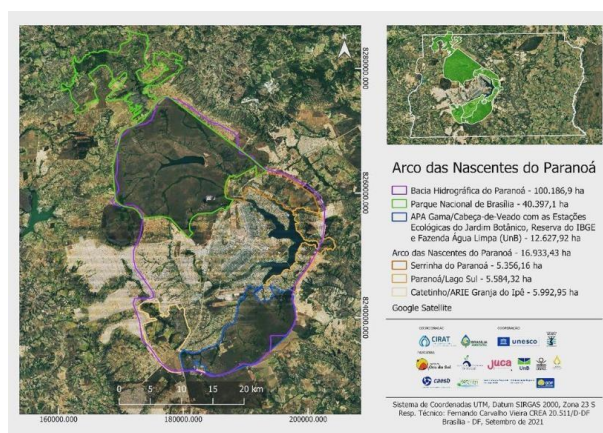 8280000.000
8260000.000
8240000.000
0 5 10 15 20 km
160000.000 180000.000 200000.000
Arco das Nascentes do Paranoá
Bacia Hidrográfica do Paranoá - 100.186,9 ha
Parque Nacional de Brasília - 40.397,1 ha
APA Gama/Cabeça-de-Veado com as Estações
Ecológicas do Jardim Botânico, Reserva do IBGE
e Fazenda Água Limpa (UnB) - 12.627,92 ha
Arco das Nascentes do Paranoá - 16.933,43 ha
Serrinha do Paranoá - 5.356,16 ha
Paranoá/Lago Sul - 5.584,32 ha
Catetinho/ARIE Granja do Ipê - 5.992,95 ha
Google Satellite
CIRAT
unesco
juca
UnB
caesb
Sistema de Coordenadas UTM, Datum SIRGAS 2000, Zona 23 S
Resp. Técnico: Fernando Carvalho Vieira CREA 20.511/D-DF
Brasília - DF, Setembro de 2021